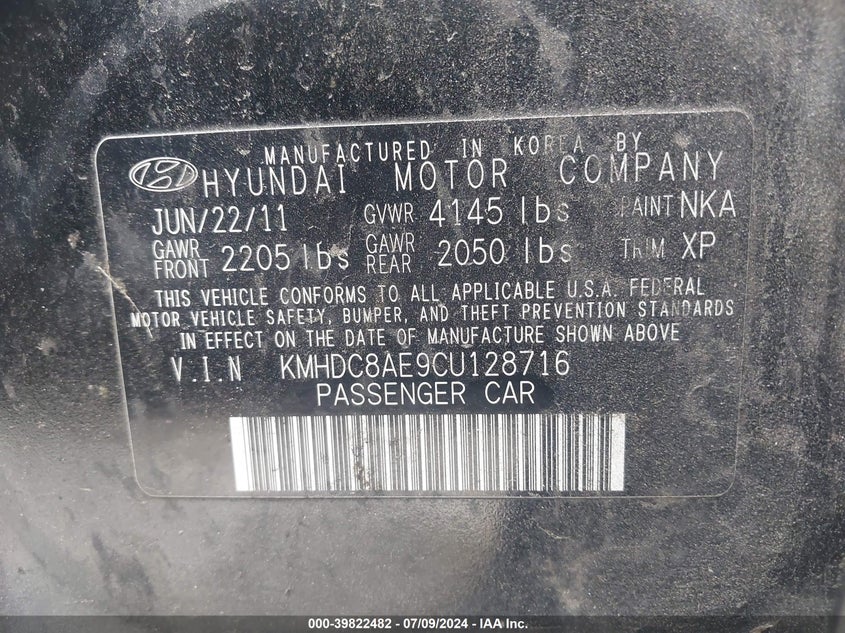 MANUFACTURED IN KOREA BY
HYUNDAI MOTOR COMPANY
JUN/22/11 GVWR 4145 lbs PAINT NKA
GAWR FRONT 2205 lbs GAWR REAR 2050 lbs TRIM XP
THIS VEHICLE CONFORMS TO ALL APPLICABLE U.S.A. FEDERAL
MOTOR VEHICLE SAFETY, BUMPER, AND THEFT PREVENTION STANDARDS
IN EFFECT ON THE DATE OF MANUFACTURE SHOWN ABOVE
V.I.N KMHDC8AE9CU128716
PASSENGER CAR
000-39822482 - 07/09/2024 - IAA Inc.